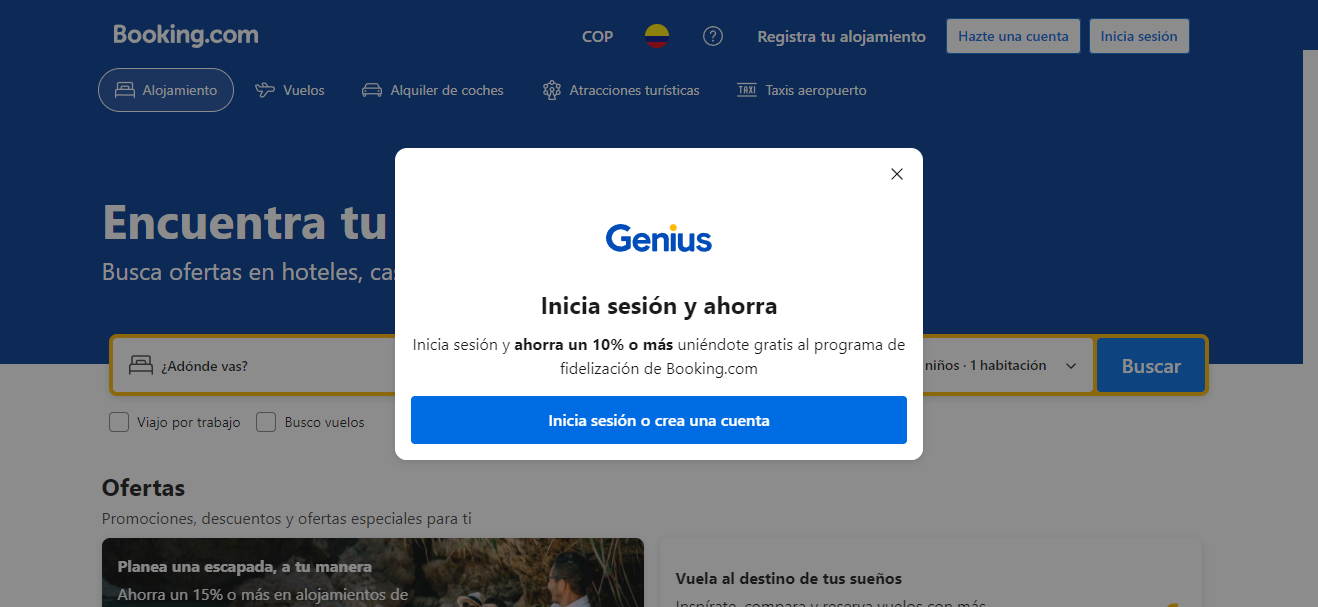 Booking.com
COP
Registra tu alojamiento
Hazte una cuenta
Inicia sesión
Alojamiento
Vuelos
Alquiler de coches
Atracciones turísticas
TAXI
Taxis aeropuerto
Encuentra tu
Busca ofertas en hoteles,
Genius
Inicia sesión y ahorra
Inicia sesión y ahorra un 10% o más uniéndote gratis al programa de
fidelización de Booking.com
Inicia sesión o crea una cuenta
¿Adónde vas?
niños · 1 habitación
Buscar
Viajo por trabajo
Busco vuelos
Ofertas
Promociones, descuentos y ofertas especiales para ti
Planea una escapada, a tu manera
Ahorra un 15% o más en alojamientos de
Vuela al destino de tus sueños
Inspírate, compara y reserva vuelos con más